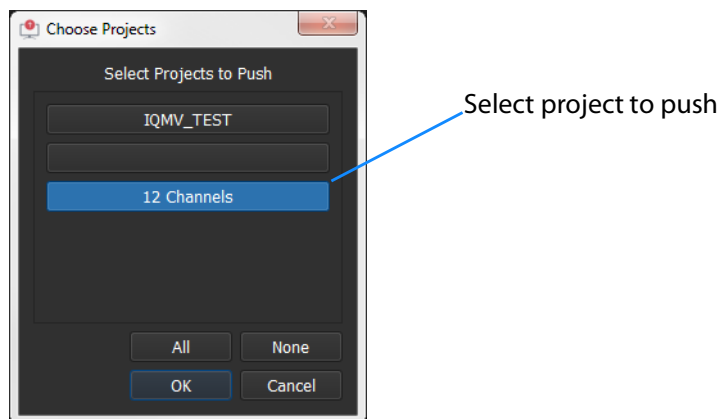 Choose Projects
Select Projects to Push
Select project to push
IQMV_TEST
12 Channels
All None
OK Cancel